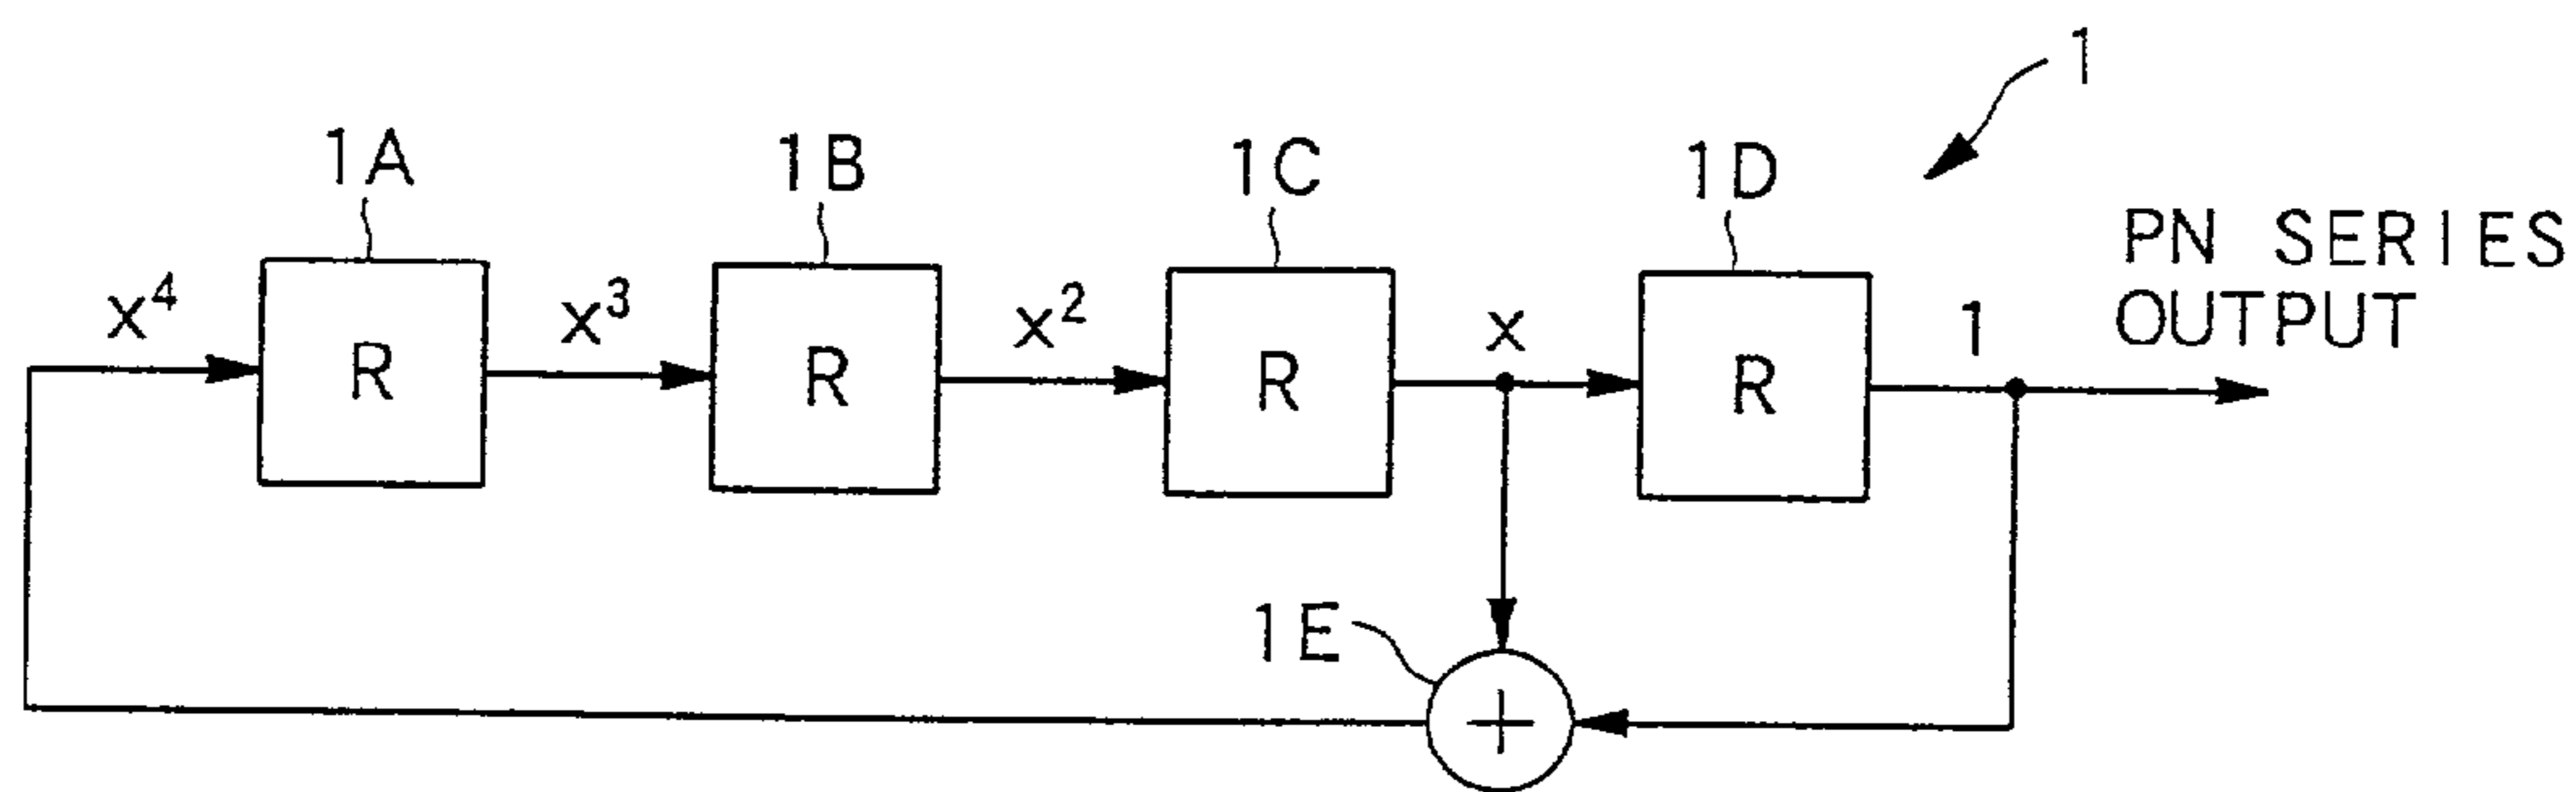 1
1A 1B 1C 1D
PN SERIES
OUTPUT
x⁴ x³ x² x 1
R R R R
1E
+